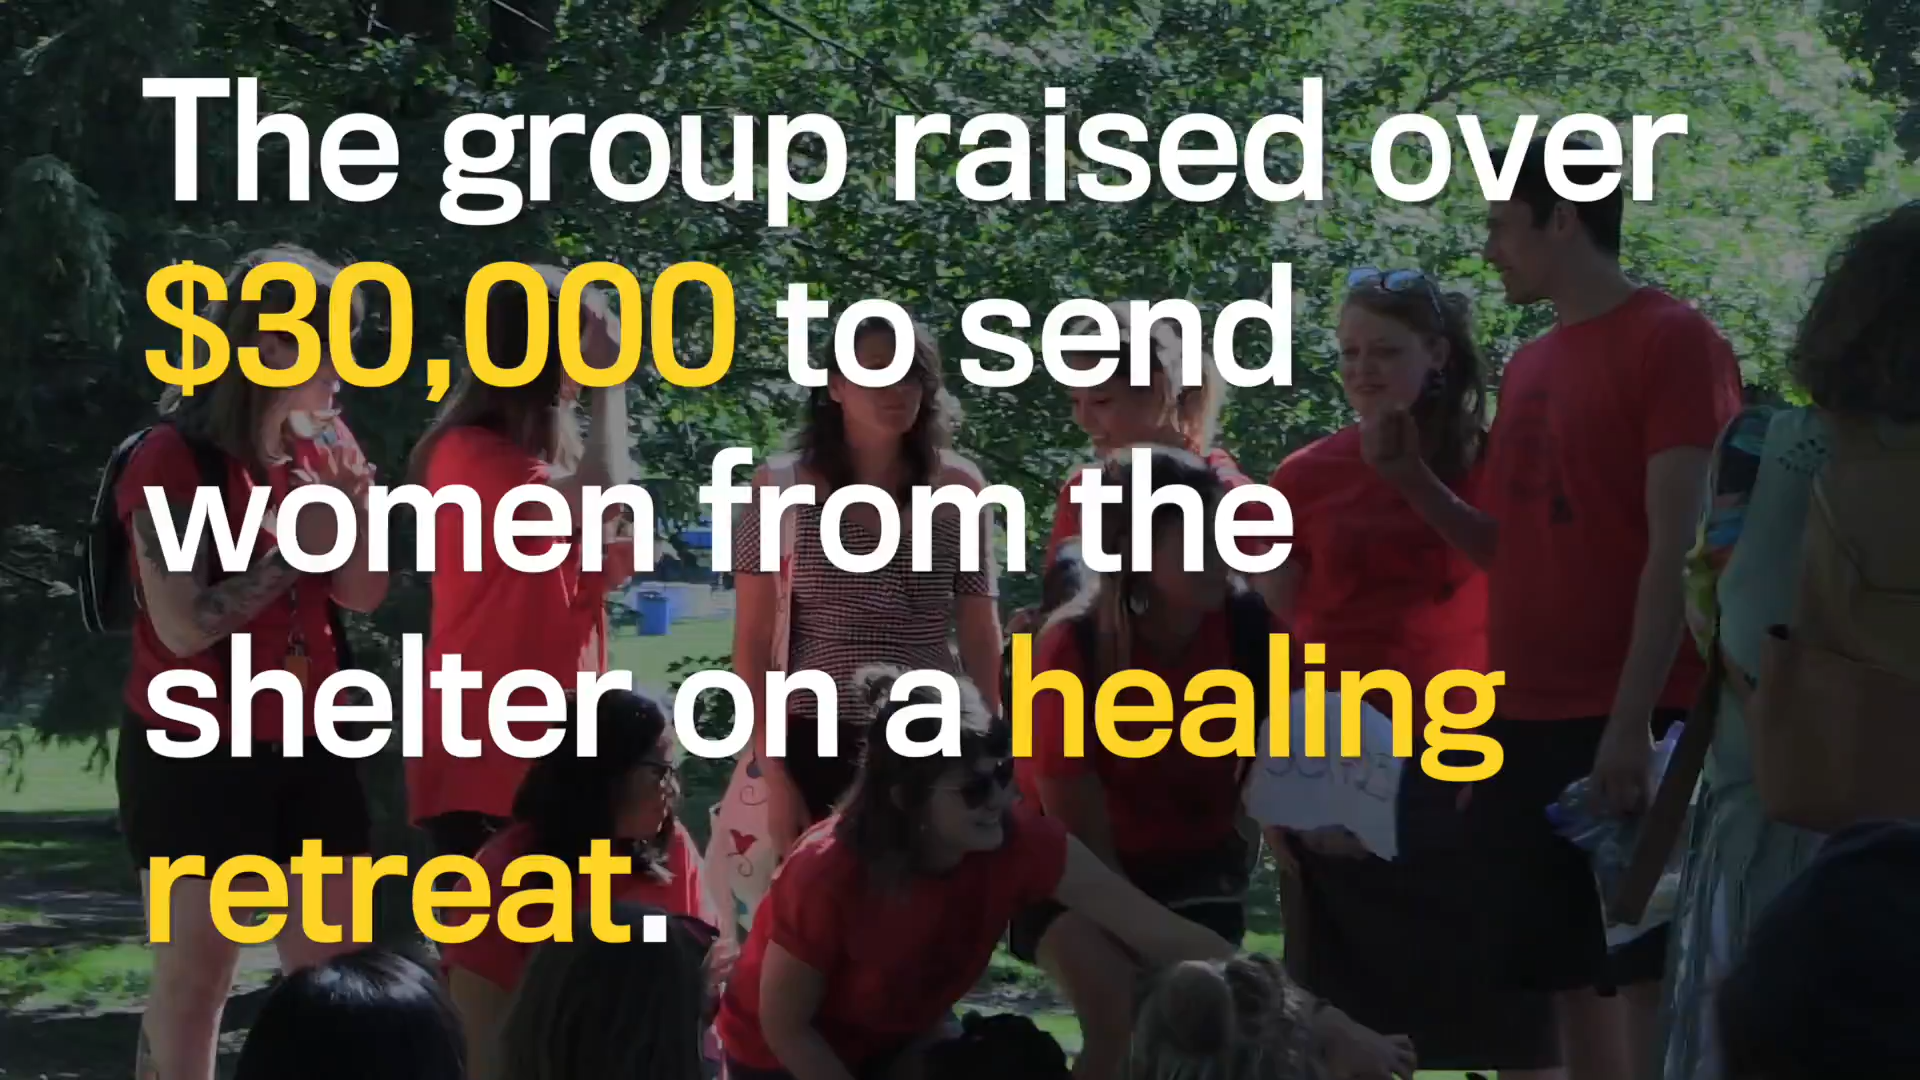 The group raised over
$30,000 to send
women from the
shelter on a healing
retreat.